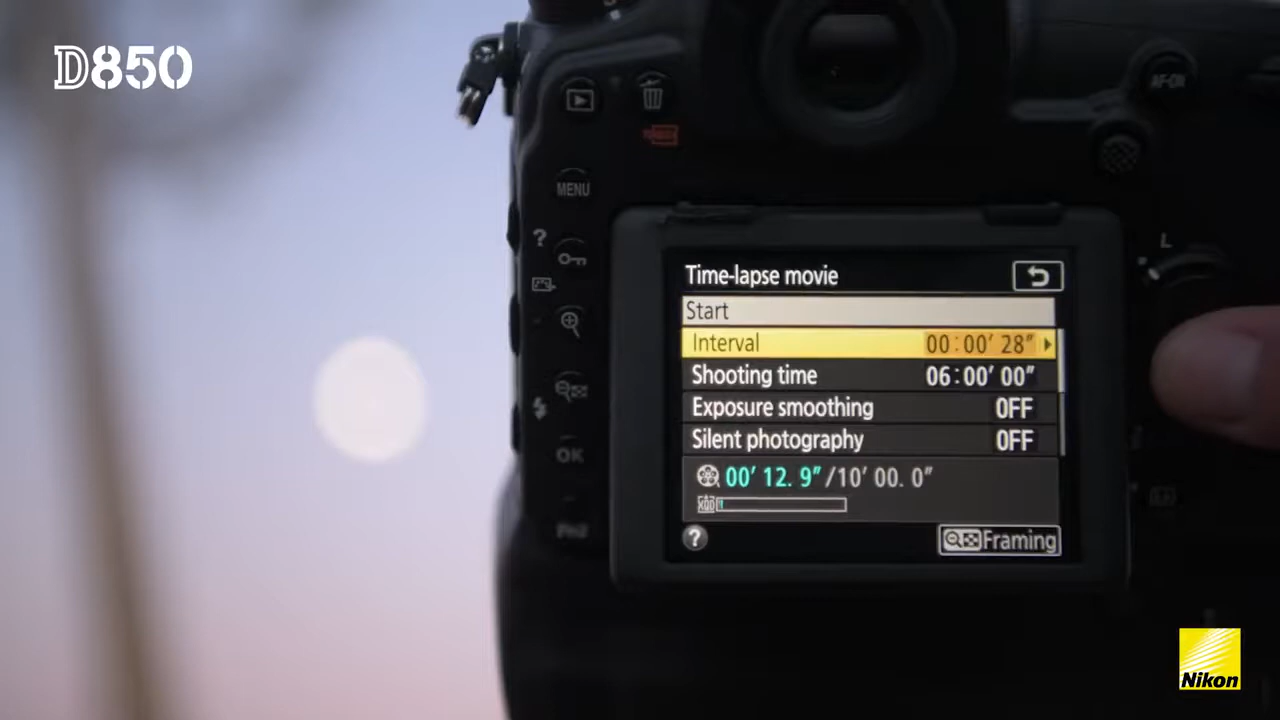 D850
MENU
?
OK
AF-ON
L
Time-lapse movie
Start
Interval 00:00' 28"
Shooting time 06:00' 00"
Exposure smoothing OFF
Silent photography OFF
00' 12. 9" /10' 00. 0"
XQD
? Framing
Nikon